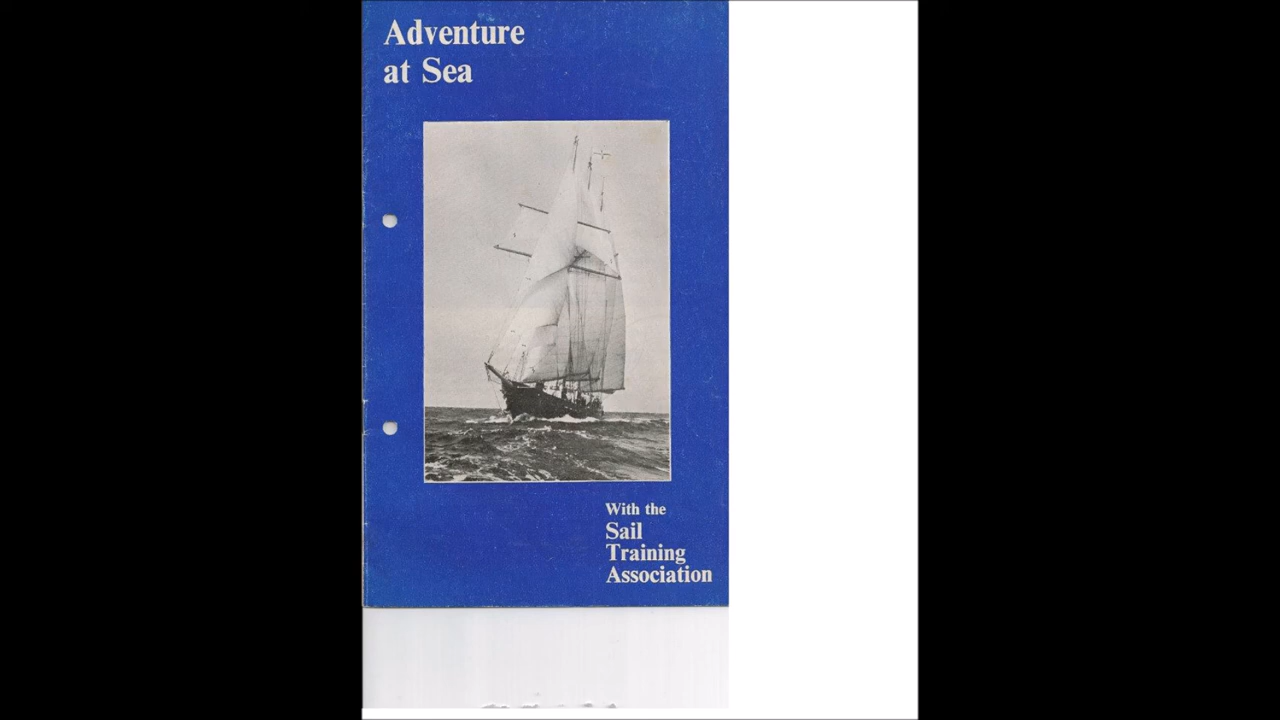 Adventure
at Sea
With the
Sail
Training
Association